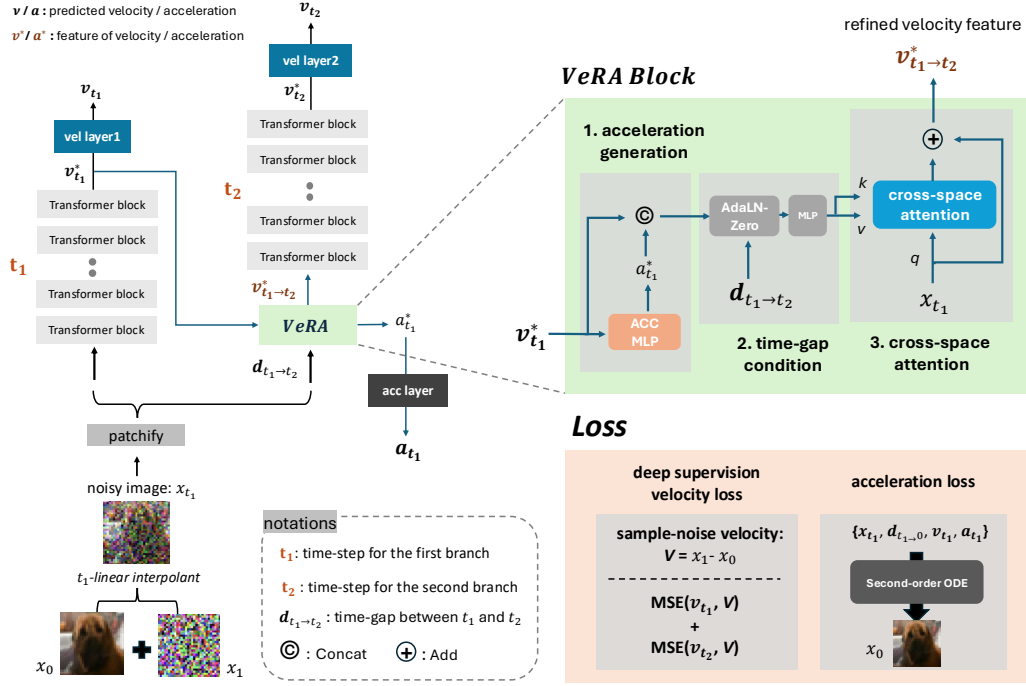 v / a : predicted velocity / acceleration
v*/ a* : feature of velocity / acceleration
v_{t_1}
vel layer1
v^*_{t_1}
Transformer block
Transformer block
t_1
Transformer block
Transformer block
v_{t_2}
vel layer2
v^*_{t_2}
Transformer block
Transformer block
t_2
Transformer block
Transformer block
v^*_{t_1→t_2}
VeRA
a^*_{t_1}
d_{t_1→t_2}
acc layer
a_{t_1}
patchify
noisy image: x_{t_1}
t_1-linear interpolant
x_0
x_1
notations
t_1: time-step for the first branch
t_2: time-step for the second branch
d_{t_1→t_2}: time-gap between t_1 and t_2
© : Concat
⊕ : Add
refined velocity feature
v^*_{t_1→t_2}
VeRA Block
1. acceleration
generation
©
a^*_{t_1}
v^*_{t_1}
ACC
MLP
AdaLN-
Zero
MLP
d_{t_1→t_2}
2. time-gap
condition
k
v
cross-space
attention
q
x_{t_1}
3. cross-space
attention
Loss
deep supervision
velocity loss
sample-noise velocity:
V = x_1- x_0
MSE(v_{t_1}, V)
+
MSE(v_{t_2}, V)
acceleration loss
{x_{t_1}, d_{t_1→0}, v_{t_1}, a_{t_1}}
Second-order ODE
x_0